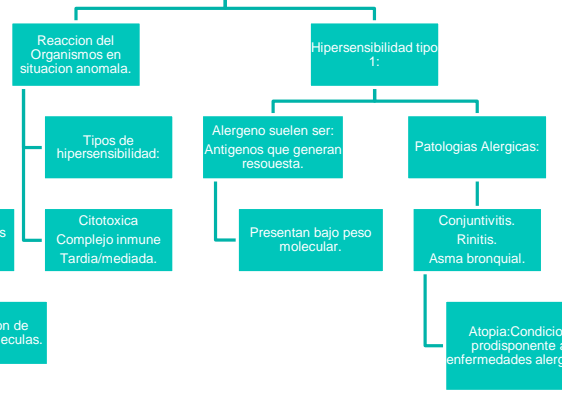 Reaccion del
Organismos en
situacion anomala.
Hipersensibilidad tipo
1:
Tipos de
hipersensibilidad:
Alergeno suelen ser:
Antigenos que generan
resouesta.
Patologias Alergicas:
Citotoxica
Complejo inmune
Tardia/mediada.
Presentan bajo peso
molecular.
Conjuntivitis.
Rinitis.
Asma bronquial.
de
Atopia:Condicio
prodisponente a
enfermedades alerg